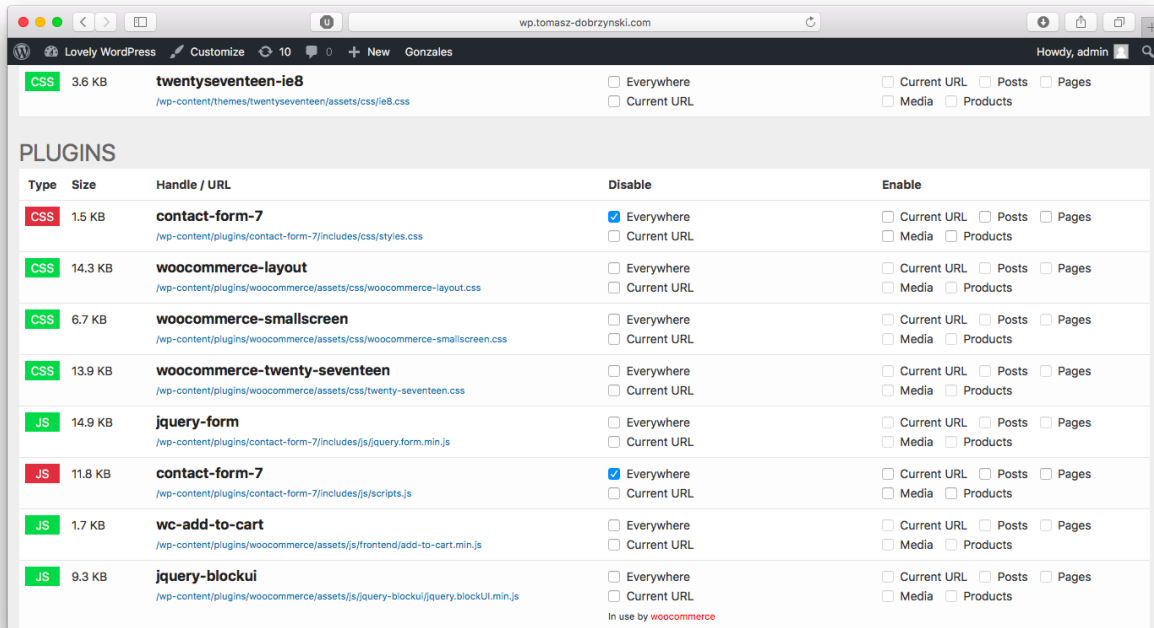 wp.tomasz-dobrzynski.com
Lovely WordPress Customize 10 0 New Gonzales Howdy, admin
CSS 3.6 KB twentyseventeen-ie8 Everywhere Current URL Posts Pages
/wp-content/themes/twentyseventeen/assets/css/ie8.css Current URL Media Products
PLUGINS
Type Size Handle / URL Disable Enable
CSS 1.5 KB contact-form-7 Everywhere Current URL Posts Pages
/wp-content/plugins/contact-form-7/includes/css/styles.css Current URL Media Products
CSS 14.3 KB woocommerce-layout Everywhere Current URL Posts Pages
/wp-content/plugins/woocommerce/assets/css/woocommerce-layout.css Current URL Media Products
CSS 6.7 KB woocommerce-smallscreen Everywhere Current URL Posts Pages
/wp-content/plugins/woocommerce/assets/css/woocommerce-smallscreen.css Current URL Media Products
CSS 13.9 KB woocommerce-twenty-seventeen Everywhere Current URL Posts Pages
/wp-content/plugins/woocommerce/assets/css/twenty-seventeen.css Current URL Media Products
JS 14.9 KB jquery-form Everywhere Current URL Posts Pages
/wp-content/plugins/contact-form-7/includes/js/jquery.form.min.js Current URL Media Products
JS 11.8 KB contact-form-7 Everywhere Current URL Posts Pages
/wp-content/plugins/contact-form-7/includes/js/scripts.js Current URL Media Products
JS 1.7 KB wc-add-to-cart Everywhere Current URL Posts Pages
/wp-content/plugins/woocommerce/assets/js/frontend/add-to-cart.min.js Current URL Media Products
JS 9.3 KB jquery-blockui Everywhere Current URL Posts Pages
/wp-content/plugins/woocommerce/assets/js/jquery-blockui/jquery.blockUI.min.js Current URL Media Products
In use by woocommerce